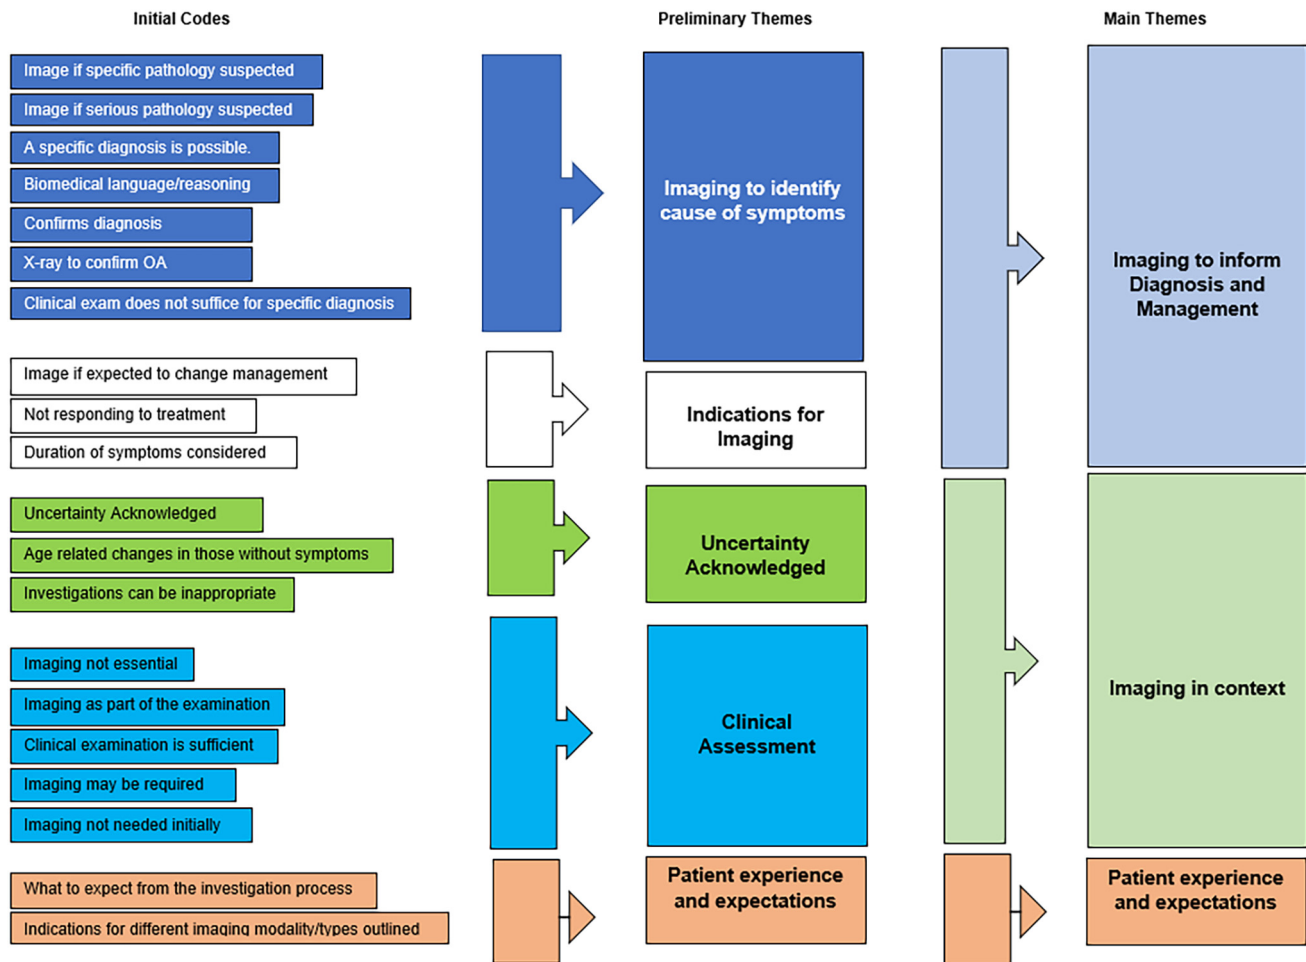 Initial Codes
Preliminary Themes
Main Themes
Image if specific pathology suspected
Image if serious pathology suspected
A specific diagnosis is possible.
Biomedical language/reasoning
Confirms diagnosis
X-ray to confirm OA
Clinical exam does not suffice for specific diagnosis
Imaging to identify
cause of symptoms
Imaging to inform
Diagnosis and
Management
Image if expected to change management
Not responding to treatment
Duration of symptoms considered
Indications for
Imaging
Uncertainty Acknowledged
Age related changes in those without symptoms
Investigations can be inappropriate
Uncertainty
Acknowledged
Imaging not essential
Imaging as part of the examination
Clinical examination is sufficient
Imaging may be required
Imaging not needed initially
Clinical
Assessment
Imaging in context
What to expect from the investigation process
Indications for different imaging modality/types outlined
Patient experience
and expectations
Patient experience
and expectations